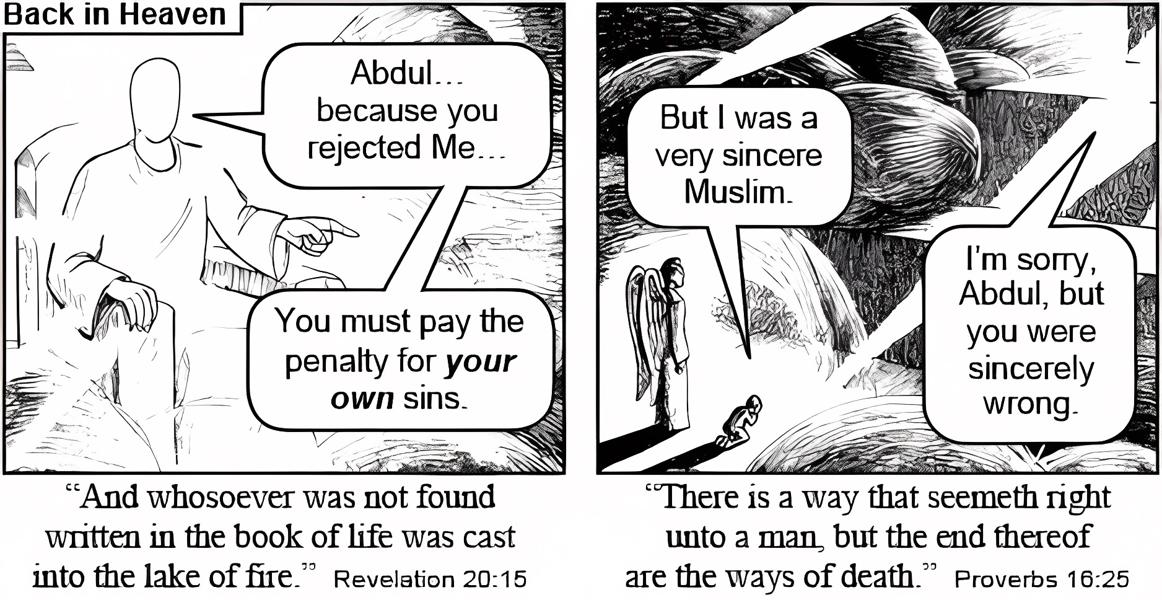 Back in Heaven
Abdul...
because you
rejected Me...
You must pay the
penalty for your
own sins.
“And whosoever was not found
written in the book of life was cast
into the lake of fire.” Revelation 20:15
But I was a
very sincere
Muslim.
I'm sorry,
Abdul, but
you were
sincerely
wrong.
“There is a way that seemeth right
unto a man, but the end thereof
are the ways of death.” Proverbs 16:25